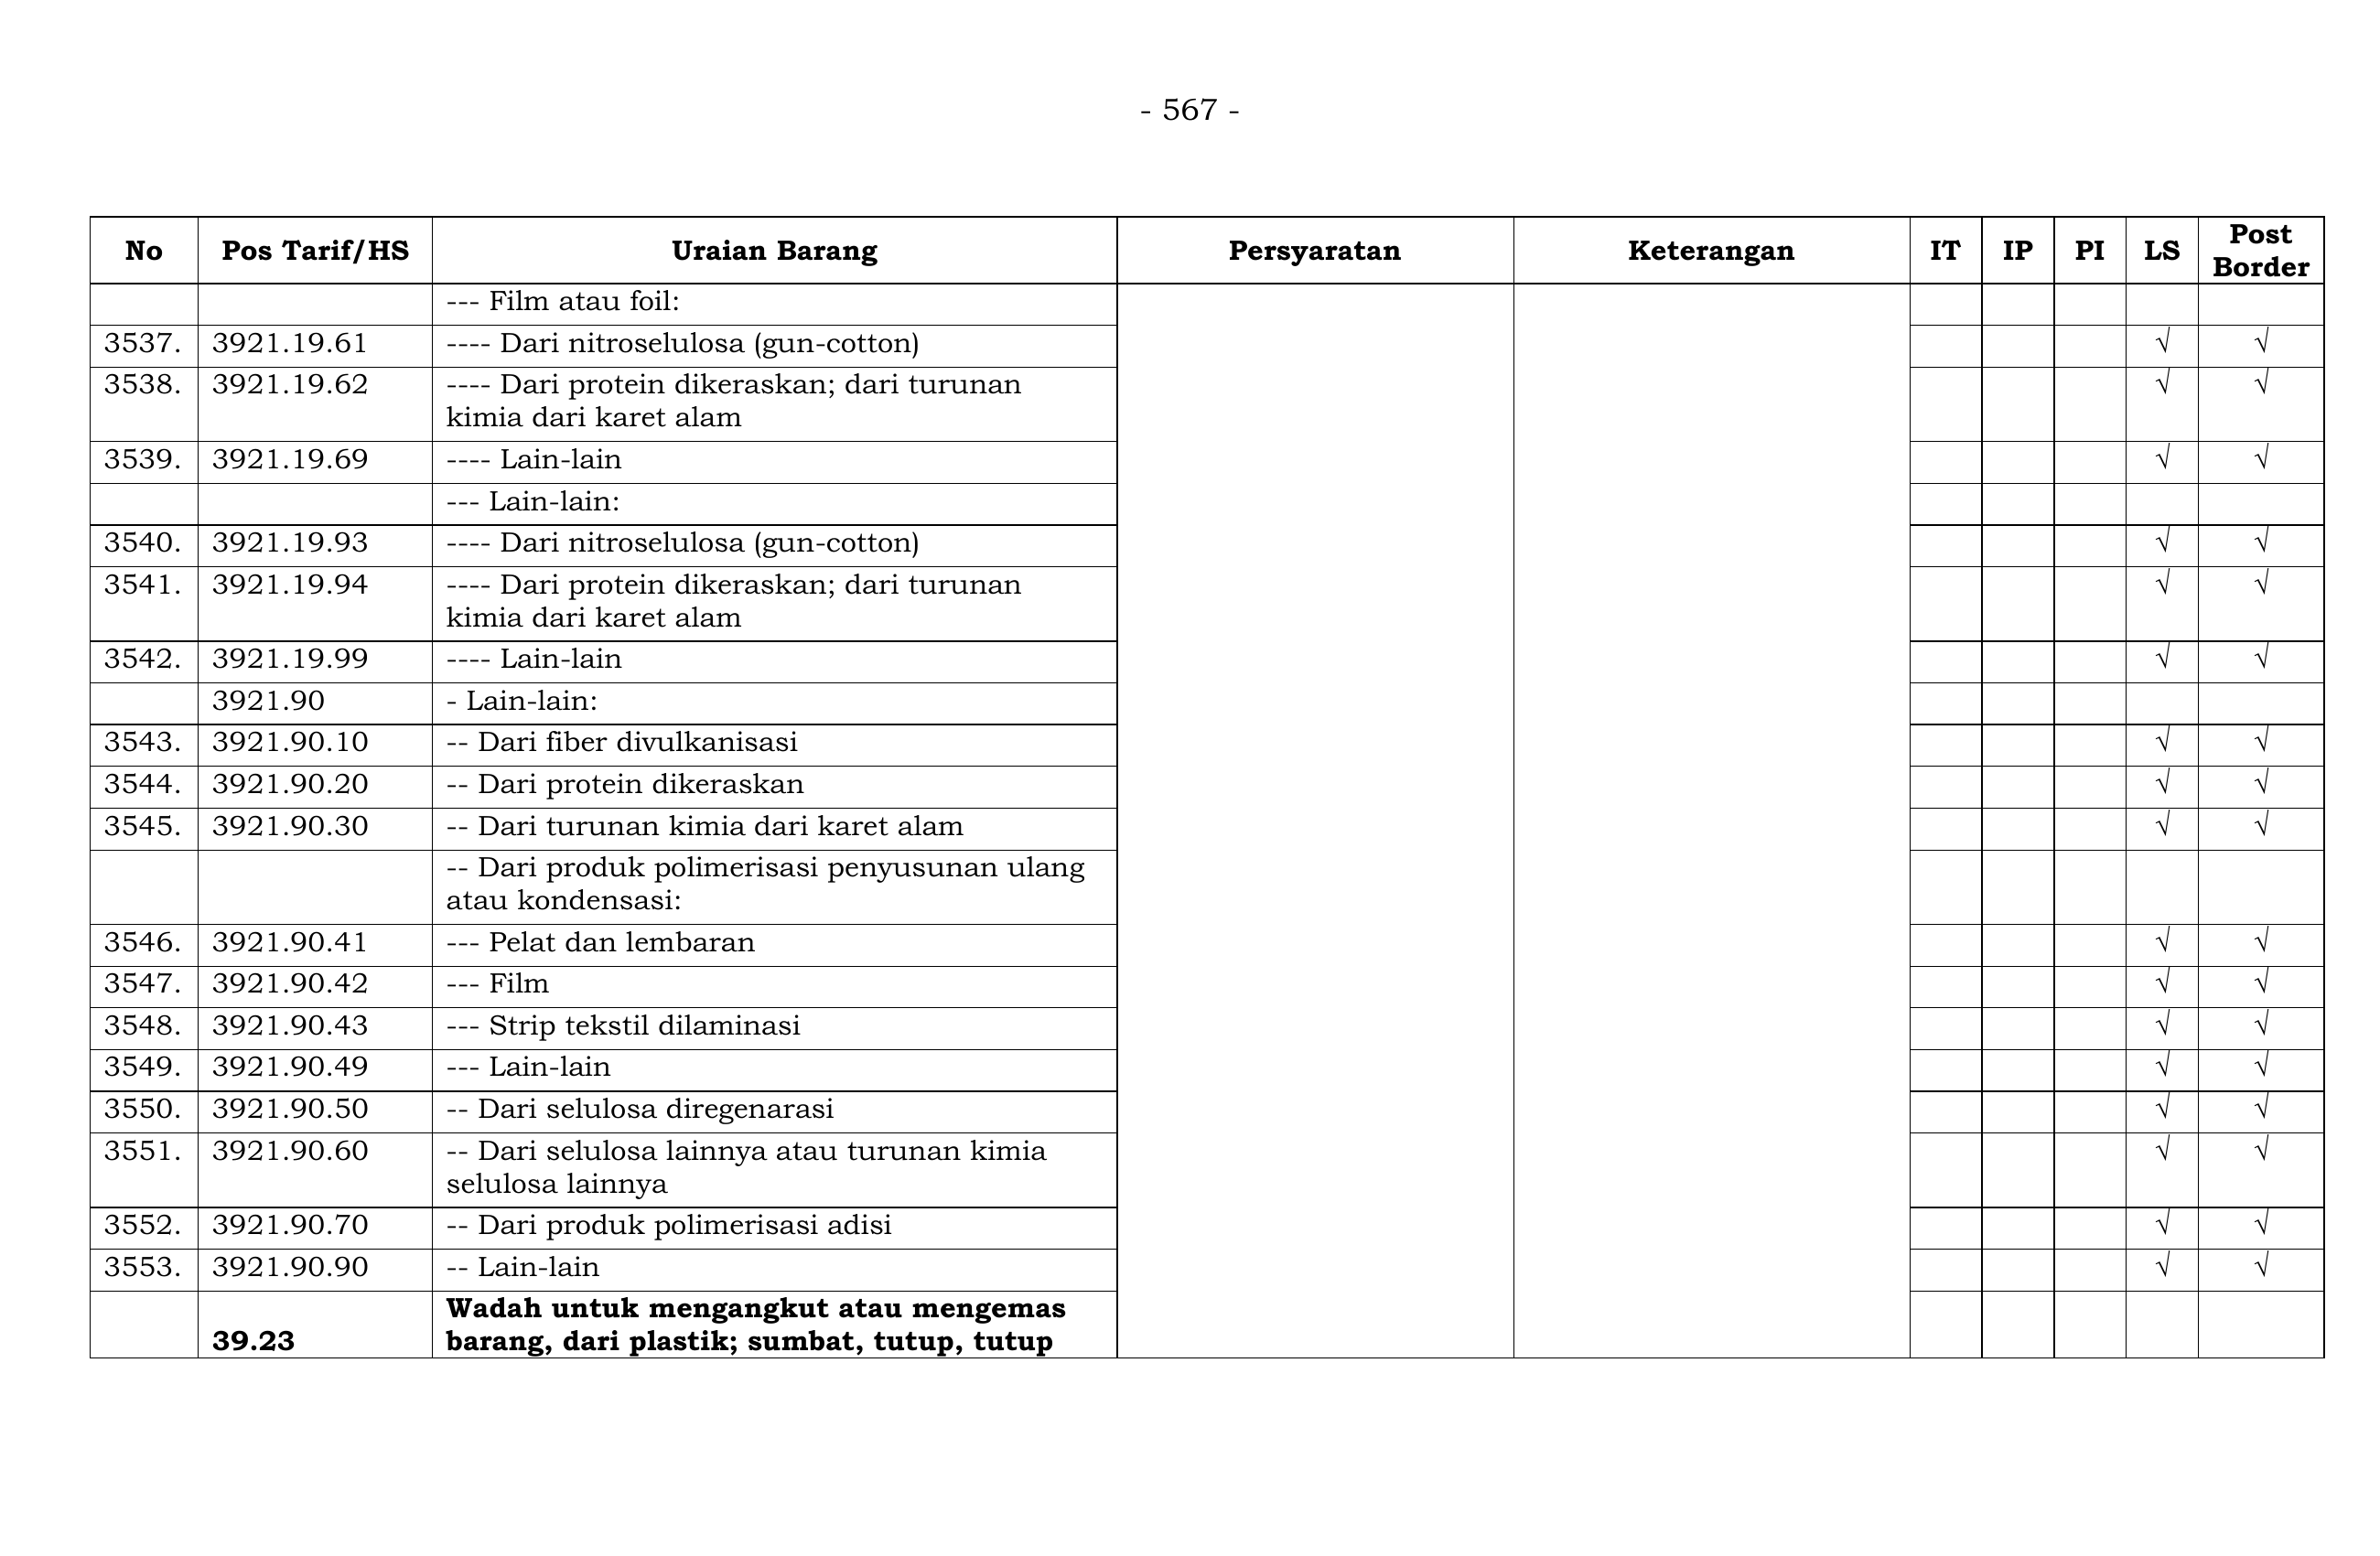 - 567 -
No Pos Tarif/HS Uraian Barang Persyaratan Keterangan IT IP PI LS Post Border
--- Film atau foil:
3537. 3921.19.61 ---- Dari nitroselulosa (gun-cotton) √ √
3538. 3921.19.62 ---- Dari protein dikeraskan; dari turunan √ √
kimia dari karet alam
3539. 3921.19.69 ---- Lain-lain √ √
--- Lain-lain:
3540. 3921.19.93 ---- Dari nitroselulosa (gun-cotton) √ √
3541. 3921.19.94 ---- Dari protein dikeraskan; dari turunan √ √
kimia dari karet alam
3542. 3921.19.99 ---- Lain-lain √ √
3921.90 - Lain-lain:
3543. 3921.90.10 -- Dari fiber divulkanisasi √ √
3544. 3921.90.20 -- Dari protein dikeraskan √ √
3545. 3921.90.30 -- Dari turunan kimia dari karet alam √ √
-- Dari produk polimerisasi penyusunan ulang
atau kondensasi:
3546. 3921.90.41 --- Pelat dan lembaran √ √
3547. 3921.90.42 --- Film √ √
3548. 3921.90.43 --- Strip tekstil dilaminasi √ √
3549. 3921.90.49 --- Lain-lain √ √
3550. 3921.90.50 -- Dari selulosa diregenarasi √ √
3551. 3921.90.60 -- Dari selulosa lainnya atau turunan kimia √ √
selulosa lainnya
3552. 3921.90.70 -- Dari produk polimerisasi adisi √ √
3553. 3921.90.90 -- Lain-lain √ √
Wadah untuk mengangkut atau mengemas
39.23 barang, dari plastik; sumbat, tutup, tutup